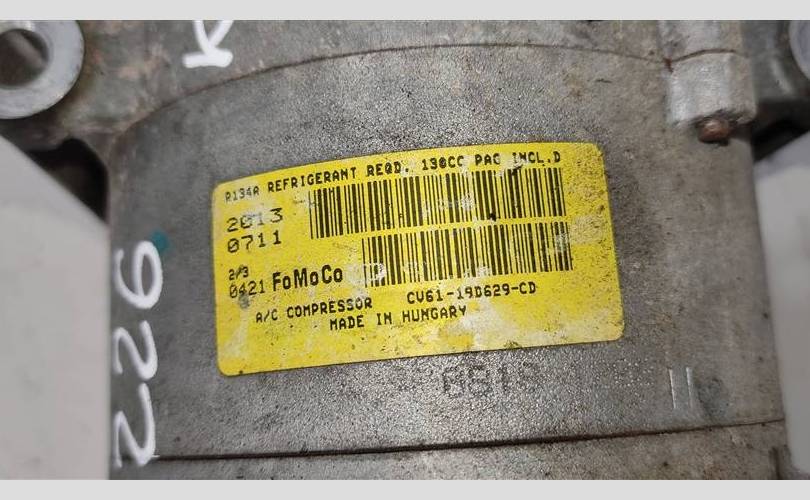 K
R134A REFRIGERANT REQD. 130CC PAG INCL.D
2013
0711
2/3
0421 FoMoCo
A/C COMPRESSOR CV61-19D629-CD
MADE IN HUNGARY
226